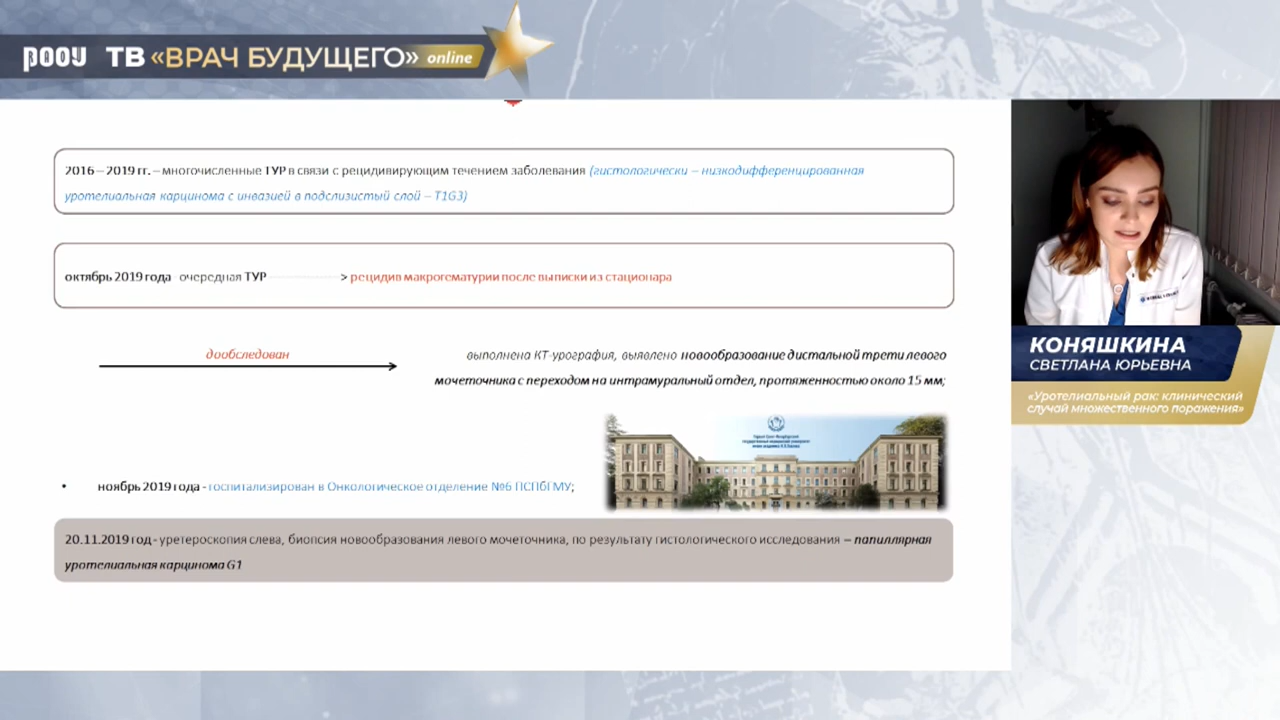 РООУ ТВ «ВРАЧ БУДУЩЕГО» online
2016 – 2019 гг. – многочисленные ТУР в связи с рецидивирующим течением заболевания (гистологически – низкодифференцированная
уротелиальная карцинома с инвазией в подслизистый слой – T1G3)
октябрь 2019 года очередная ТУР > рецидив макрогематурии после выписки из стационара
дообследован
выполнена КТ-урография, выявлено новообразование дистальной трети левого
мочеточника с переходом на интрамуральный отдел, протяженностью около 15 мм;
• ноябрь 2019 года - госпитализирован в Онкологическое отделение №6 ПСПбГМУ;
20.11.2019 год - уретероскопия слева, биопсия новообразования левого мочеточника, по результату гистологического исследования – папиллярная
уротелиальная карцинома G1
КОНЯШКИНА
СВЕТЛАНА ЮРЬЕВНА
«Уротелиальный рак: клинический
случай множественного поражения»